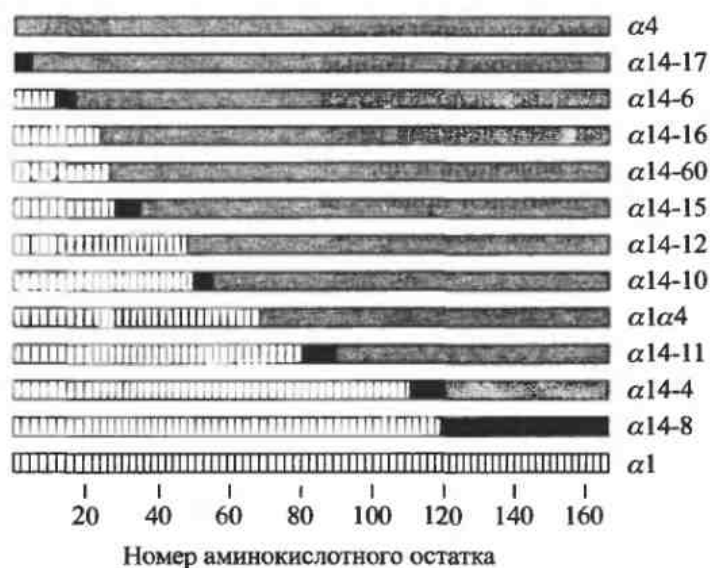 α4
α14-17
α14-6
α14-16
α14-60
α14-15
α14-12
α14-10
α1α4
α14-11
α14-4
α14-8
α1
20 40 60 80 100 120 140 160
Номер аминокислотного остатка